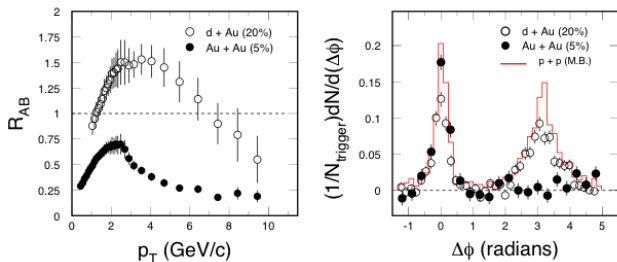 2
1.75
1.5
1.25
1
0.75
0.5
0.25
0
R_AB
0 2 4 6 8 10 12
p_T (GeV/c)
d + Au (20%)
Au + Au (5%)
0.2
0.15
0.1
0.05
0
(1/N_trigger)dN/d(Δϕ)
-1 0 1 2 3 4 5
Δϕ (radians)
d + Au (20%)
Au + Au (5%)
p + p (M.B.)